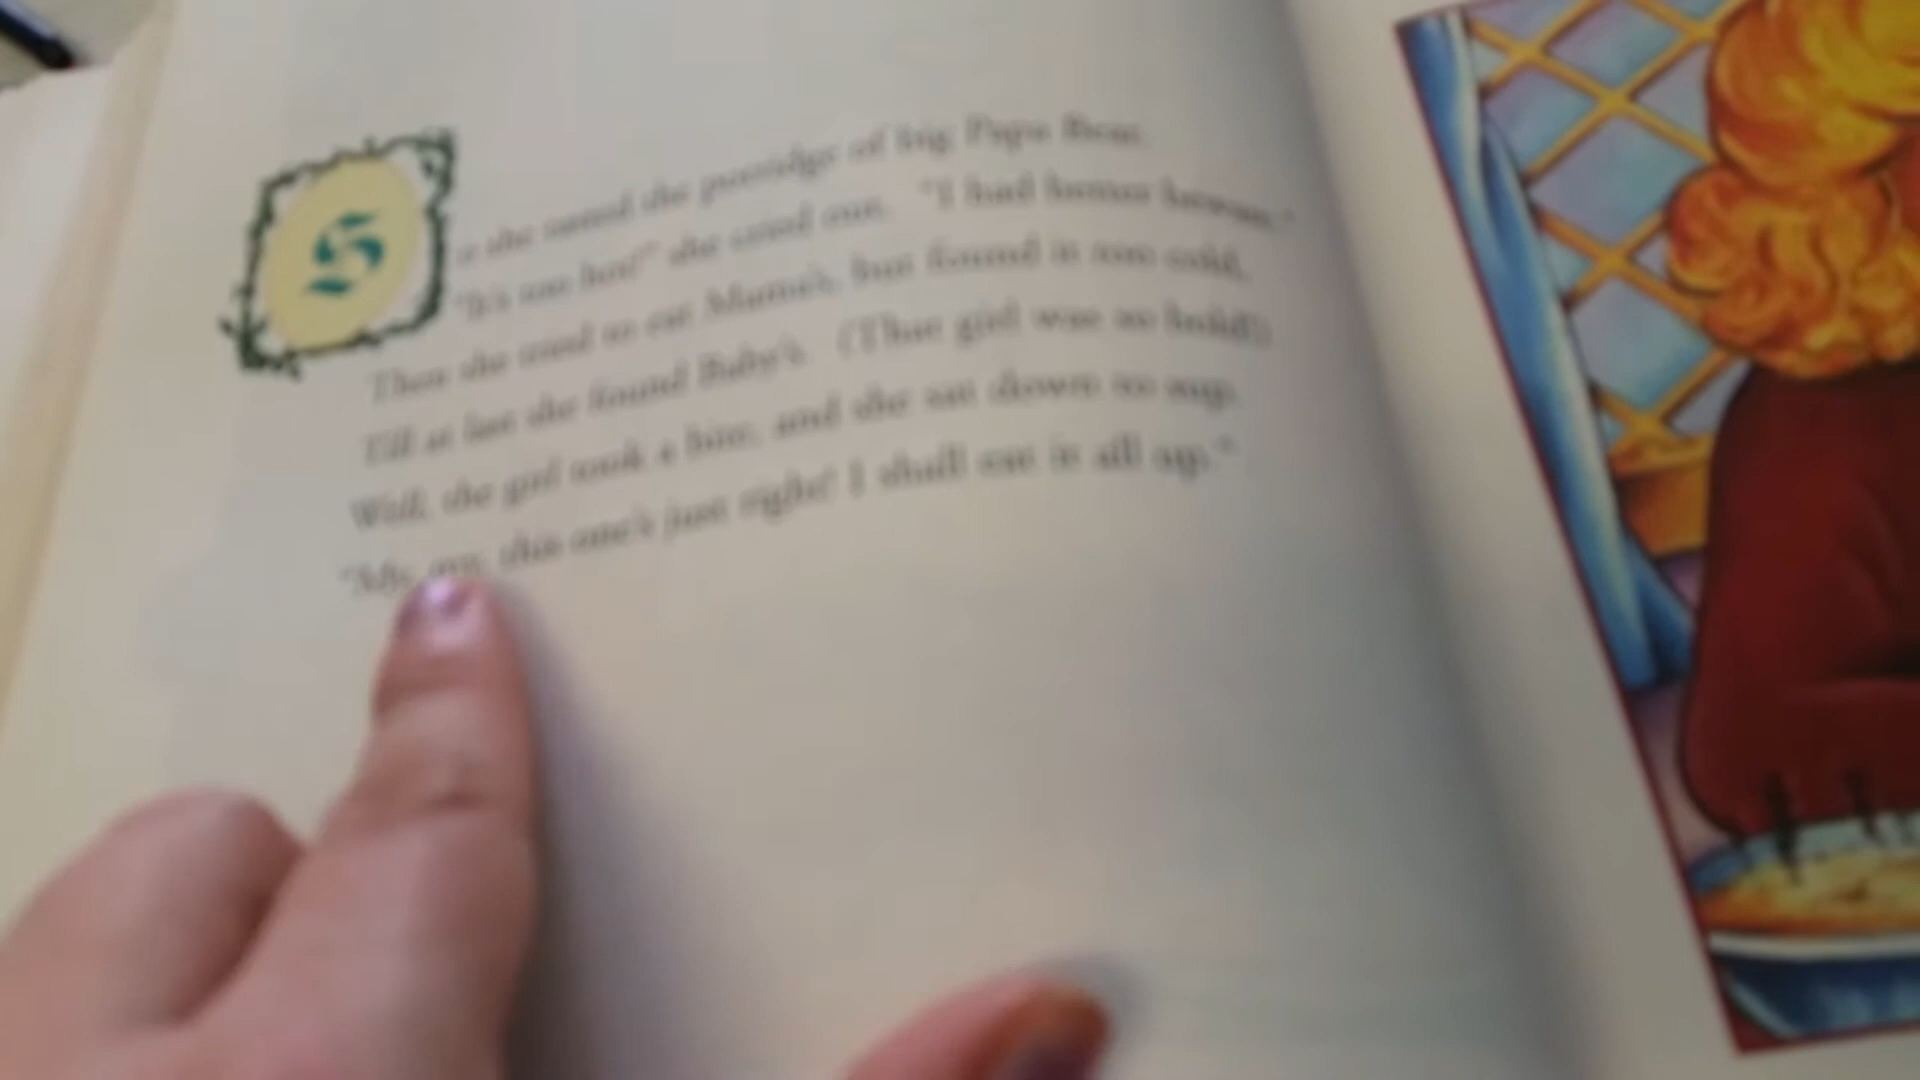 So she tasted the porridge of big Papa Bear.
"It's too hot!" she cried out. "I had better beware."
Then she tried to eat Mama's, but found it too cold,
Till at last she found Baby's. (That girl was so bold!)
Well, the girl took a bite, and she sat down to sup.
"My, my, this one's just right! I shall eat it all up."